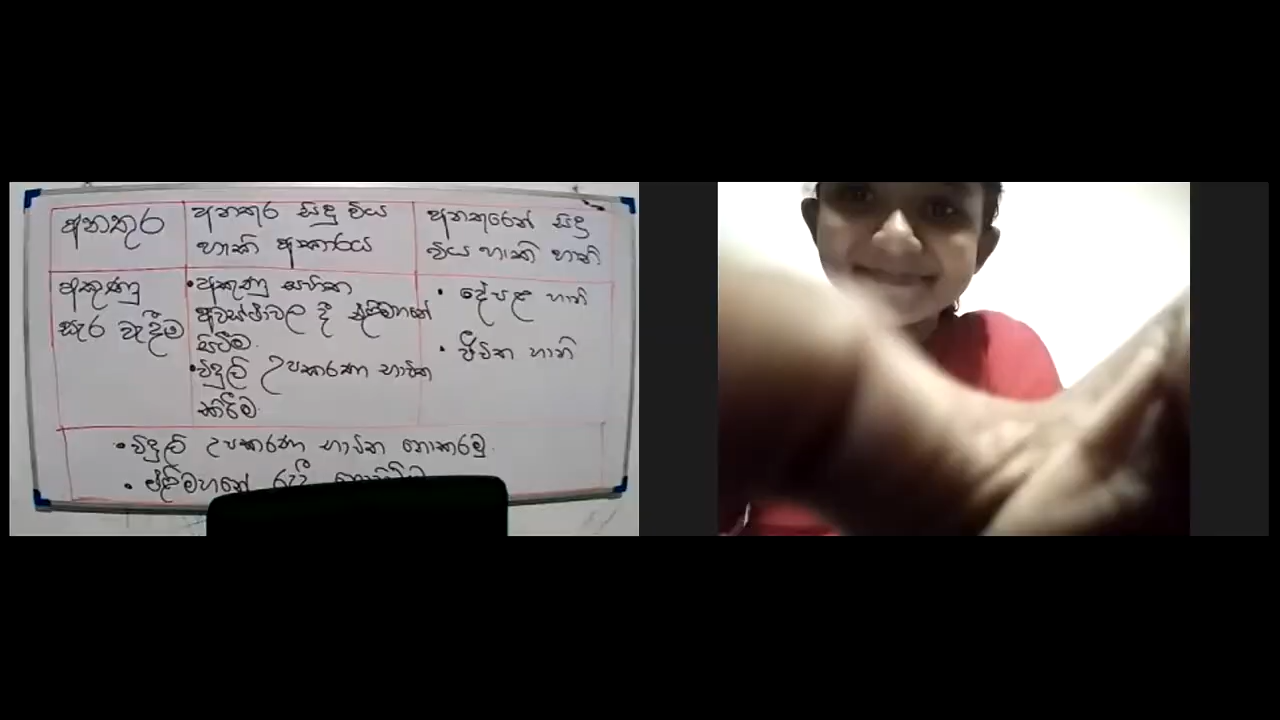 අනතුර
අනතුර සිදු විය
හැකි ආකාරය
අනතුරෙන් සිදු
විය හැකි හානි
අකුණු
සැර වැදීම
•අකුණු සහිත
අවස්ථාවල දී එළිමහනේ
සිටීම.
•විදුලි උපකරණ භාවිත
කිරීම.
• දේපළ හානි
• ජීවිත හානි
•විදුලි උපකරණ භාවිත නොකරමු.
• එළිමහනේ